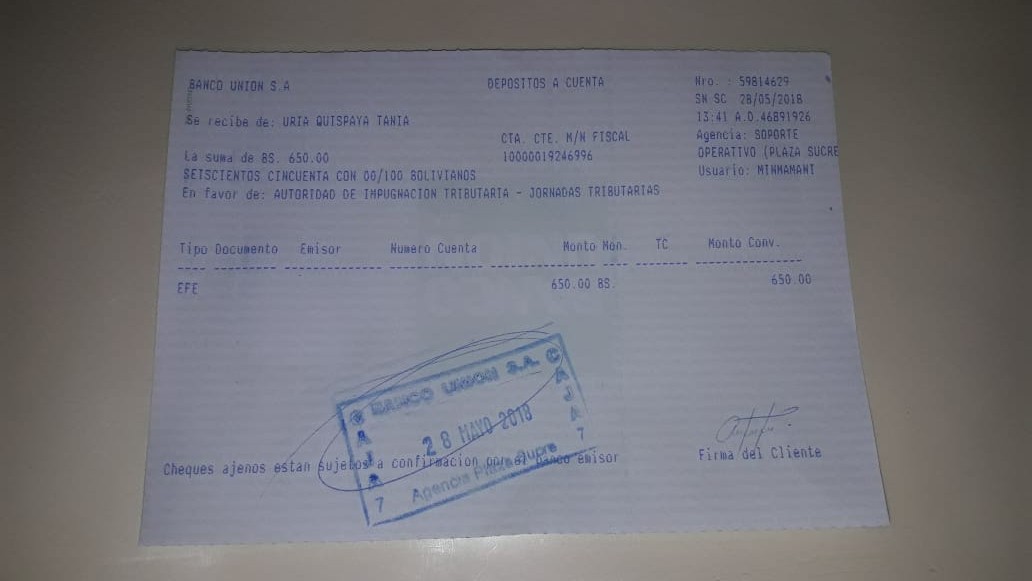 BANCO UNION S.A
DEPOSITOS A CUENTA
Nro. : 59814629
SN SC 28/05/2018
Se recibe de: URIA QUISPAYA TANIA
13:41 A.D.46891926
CTA. CTE. M/N FISCAL
Agencia: SOPORTE
La suma de BS. 650.00
10000019246996
OPERATIVO (PLAZA SUCRE
SEISCIENTOS CINCUENTA CON 00/100 BOLIVIANOS
Usuario: MINMAMANI
En favor de: AUTORIDAD DE IMPUGNACION TRIBUTARIA - JORNADAS TRIBUTARIAS
Tipo Documento Emisor Numero Cuenta Monto Mon. TC Monto Conv.
EFE 650.00 BS. 650.00
BANCO UNION S.A.
CAJA 7
CAJA 7
28 MAYO 2018
Agencia Plaza Sucre
Cheques ajenos estan sujetos a confirmacion por el banco emisor
Firma del Cliente